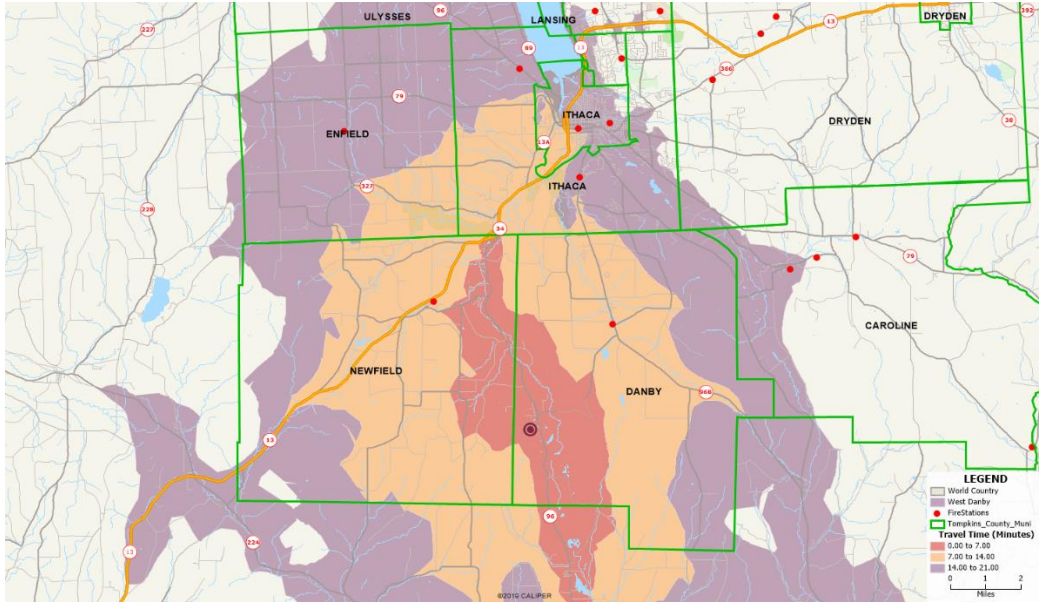 ULYSSES
96
LANSING
DRYDEN
392
227
13
89
13
366
79
ITHACA
38
ENFIELD
13A
DRYDEN
327
ITHACA
228
34
79
CAROLINE
NEWFIELD
DANBY
96B
13
96
224
13
LEGEND
World Country
West Danby
FireStations
Tompkins_County_Muni
Travel Time (Minutes)
0.00 to 7.00
7.00 to 14.00
14.00 to 21.00
0 1 2
Miles
©2019 CALIPER